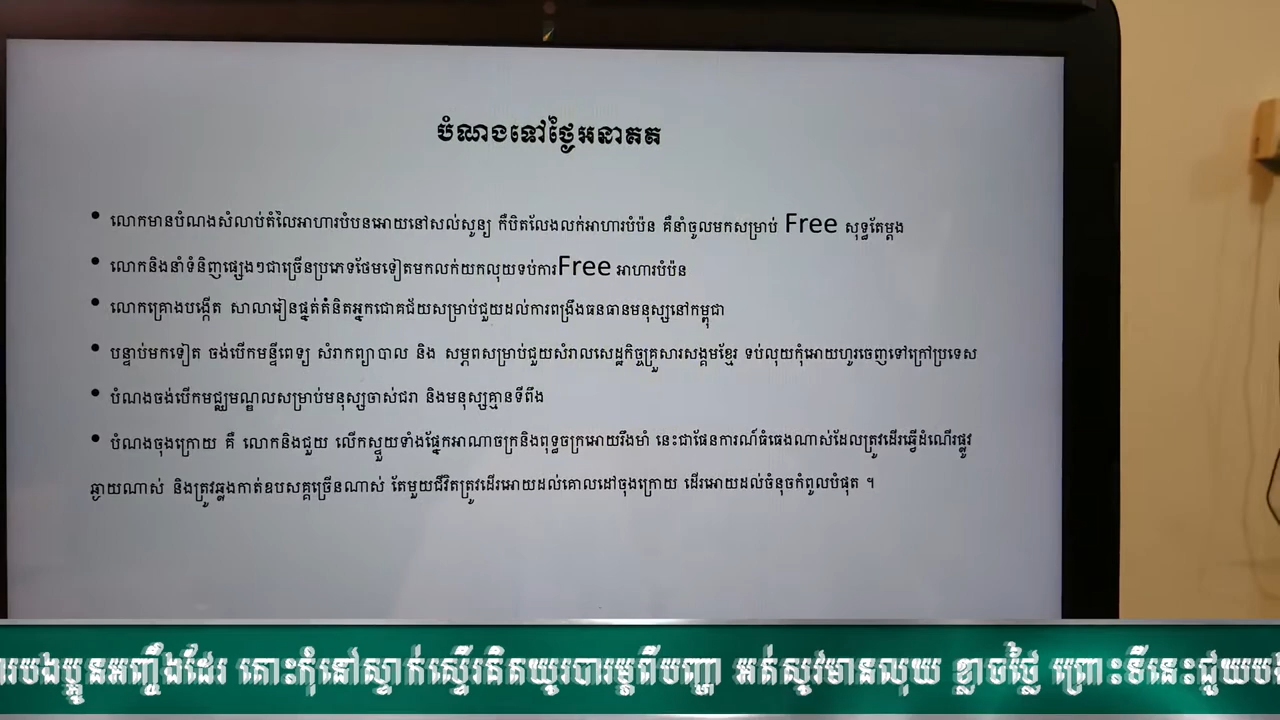 បំណងទៅថ្ងៃអនាគត
• លោកមានបំណងសំលាប់តំលៃអាហារបំបនអោយនៅសល់សូន្យ ក៏បិតលែងលក់អាហារបំប៉ន គឺនាំចូលមកសម្រាប់ Free សុទ្ធតែម្ដង
• លោកនិងនាំទំនិញផ្សេងៗជាច្រើនប្រភេទថែមទៀតមកលក់យកលុយទប់ការFree អាហារបំប៉ន
• លោកគ្រោងបង្កើត សាលារៀនផ្នត់គំនិតអ្នកជោគជ័យសម្រាប់ជួយដល់ការពង្រឹងធនធានមនុស្សនៅកម្ពុជា
• បន្ទាប់មកទៀត ចង់បើកមន្ទីពេទ្យ សំរាកព្យាបាល និង សម្ភពសម្រាប់ជួយសំរាលសេដ្ឋកិច្ចគ្រួសារសង្គមខ្មែរ ទប់លុយកុំអោយហូរចេញទៅក្រៅប្រទេស
• បំណងចង់បើកមជ្ឈមណ្ឌលសម្រាប់មនុស្សចាស់ជរា និងមនុស្សគ្មានទីពឹង
• បំណងចុងក្រោយ គឺ លោកនិងជួយ លើកស្ទួយទាំងផ្នែកអាណាចក្រនិងពុទ្ធចក្រអោយរឹងមាំ នេះជាផែនការណ៍ធំធេងណាស់ដែលត្រូវដើរធ្វើដំណើរផ្លូវ
ឆ្ងាយណាស់ និងត្រូវឆ្លងកាត់ឧបសគ្គច្រើនណាស់ តែមួយជីវិតត្រូវដើរអោយដល់គោលដៅចុងក្រោយ ដើរអោយដល់ចំនុចកំពូលបំផុត ។
របងប្អូនអញ្ចឹងដែរ តោះកុំនៅស្ទាក់ស្ទើរគិតយូរបារម្ភពីបញ្ហា អត់សូវមានលុយ ខ្លាចថ្លៃ ព្រោះទីនេះជួយបង